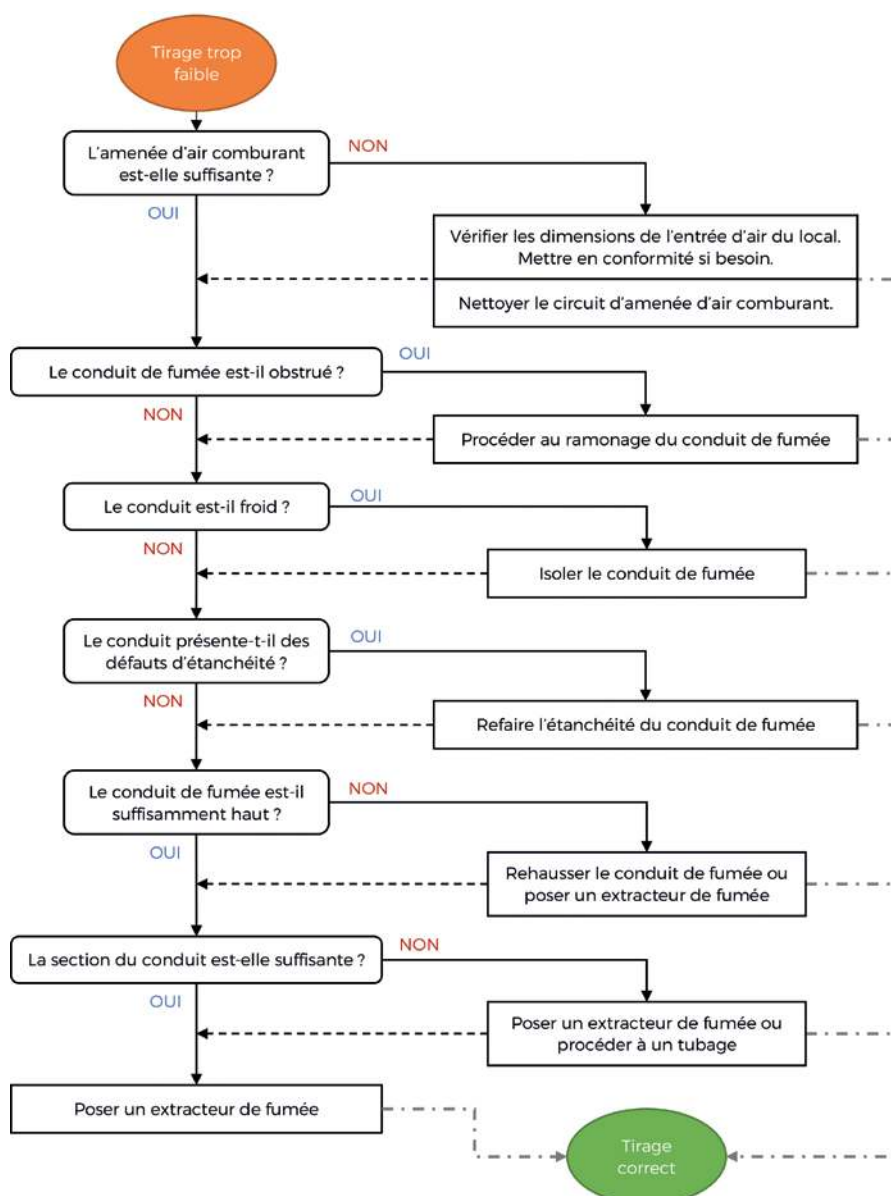 Tirage trop
faible
L'amenée d'air comburant
est-elle suffisante ?
NON
OUI
Vérifier les dimensions de l'entrée d'air du local.
Mettre en conformité si besoin.
Nettoyer le circuit d'amenée d'air comburant.
Le conduit de fumée est-il obstrué ?
OUI
NON
Procéder au ramonage du conduit de fumée
Le conduit est-il froid ?
OUI
NON
Isoler le conduit de fumée
Le conduit présente-t-il des
défauts d'étanchéité ?
OUI
NON
Refaire l'étanchéité du conduit de fumée
Le conduit de fumée est-il
suffisamment haut ?
NON
OUI
Rehausser le conduit de fumée ou
poser un extracteur de fumée
La section du conduit est-elle suffisante ?
NON
OUI
Poser un extracteur de fumée ou
procéder à un tubage
Poser un extracteur de fumée
Tirage
correct